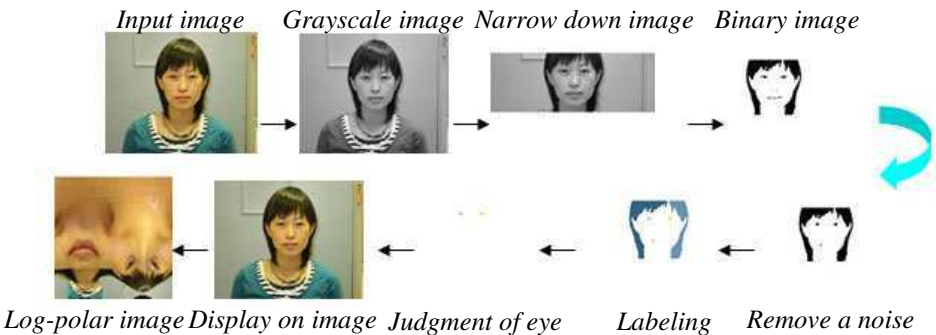 Input image Grayscale image Narrow down image Binary image
Log-polar image Display on image Judgment of eye Labeling Remove a noise